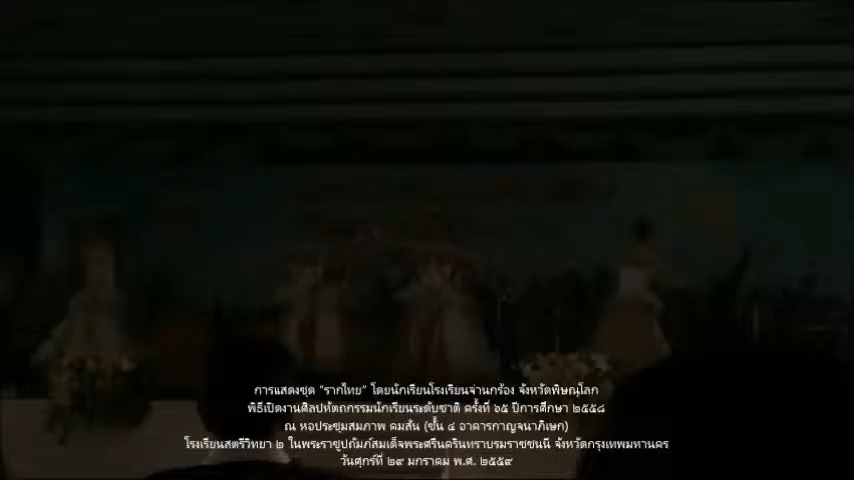 การแสดงชุด "รากไทย" โดยนักเรียนโรงเรียนจ่านกร้อง จังหวัดพิษณุโลก
พิธีเปิดงานศิลปหัตถกรรมนักเรียนระดับชาติ ครั้งที่ ๖๕ ปีการศึกษา ๒๕๕๘
ณ หอประชุมสมภาพ คมสัน (ชั้น ๔ อาคารกาญจนาภิเษก)
โรงเรียนสตรีวิทยา ๒ ในพระราชูปถัมภ์สมเด็จพระศรีนครินทราบรมราชชนนี จังหวัดกรุงเทพมหานคร
วันศุกร์ที่ ๒๙ มกราคม พ.ศ. ๒๕๕๙